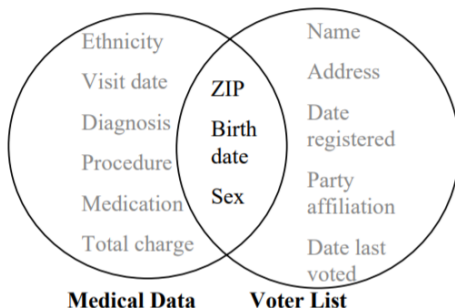 Ethnicity
Visit date
Diagnosis
Procedure
Medication
Total charge
ZIP
Birth
date
Sex
Name
Address
Date
registered
Party
affiliation
Date last
voted
Medical Data
Voter List